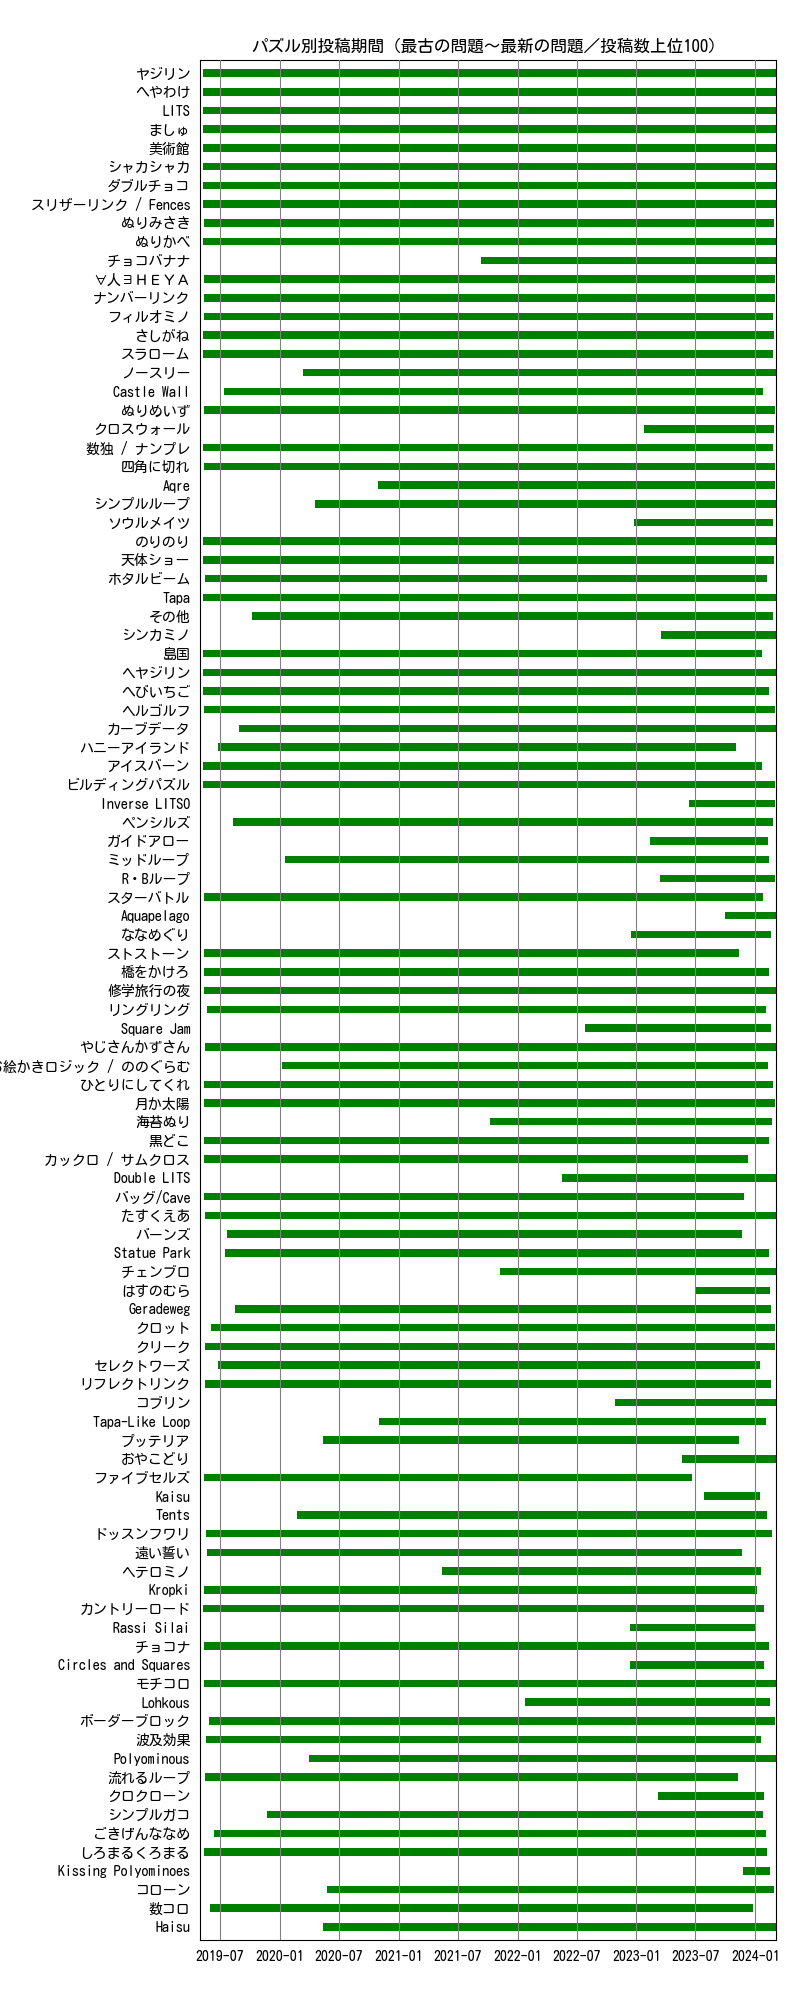 パズル別投稿期間（最古の問題～最新の問題／投稿数上位100）
ヤジリン
へやわけ
LITS
ましゅ
美術館
シャカシャカ
ダブルチョコ
スリザーリンク / Fences
ぬりみさき
ぬりかべ
チョコバナナ
∀人∃ＨＥＹＡ
ナンバーリンク
フィルオミノ
さしがね
スラローム
ノースリー
Castle Wall
ぬりめいず
クロスウォール
数独 / ナンプレ
四角に切れ
Aqre
シンプルループ
ソウルメイツ
のりのり
天体ショー
ホタルビーム
Tapa
その他
シンカミノ
島国
ヘヤジリン
へびいちご
ヘルゴルフ
カーブデータ
ハニーアイランド
アイスバーン
ビルディングパズル
Inverse LITSO
ペンシルズ
ガイドアロー
ミッドループ
R・Bループ
スターバトル
Aquapelago
ななめぐり
ストストーン
橋をかけろ
修学旅行の夜
リングリング
Square Jam
やじさんかずさん
絵かきロジック / ののぐらむ
ひとりにしてくれ
月か太陽
海苔ぬり
黒どこ
カックロ / サムクロス
Double LITS
バッグ/Cave
たすくえあ
バーンズ
Statue Park
チェンブロ
はすのむら
Geradeweg
クロット
クリーク
セレクトワーズ
リフレクトリンク
コブリン
Tapa-Like Loop
プッテリア
おやこどり
ファイブセルズ
Kaisu
Tents
ドッスンフワリ
遠い誓い
ヘテロミノ
Kropki
カントリーロード
Rassi Silai
チョコナ
Circles and Squares
モチコロ
Lohkous
ボーダーブロック
波及効果
Polyominous
流れるループ
クロクローン
シンプルガコ
ごきげんななめ
しろまるくろまる
Kissing Polyominoes
コローン
数コロ
Haisu
2019-07 2020-01 2020-07 2021-01 2021-07 2022-01 2022-07 2023-01 2023-07 2024-01